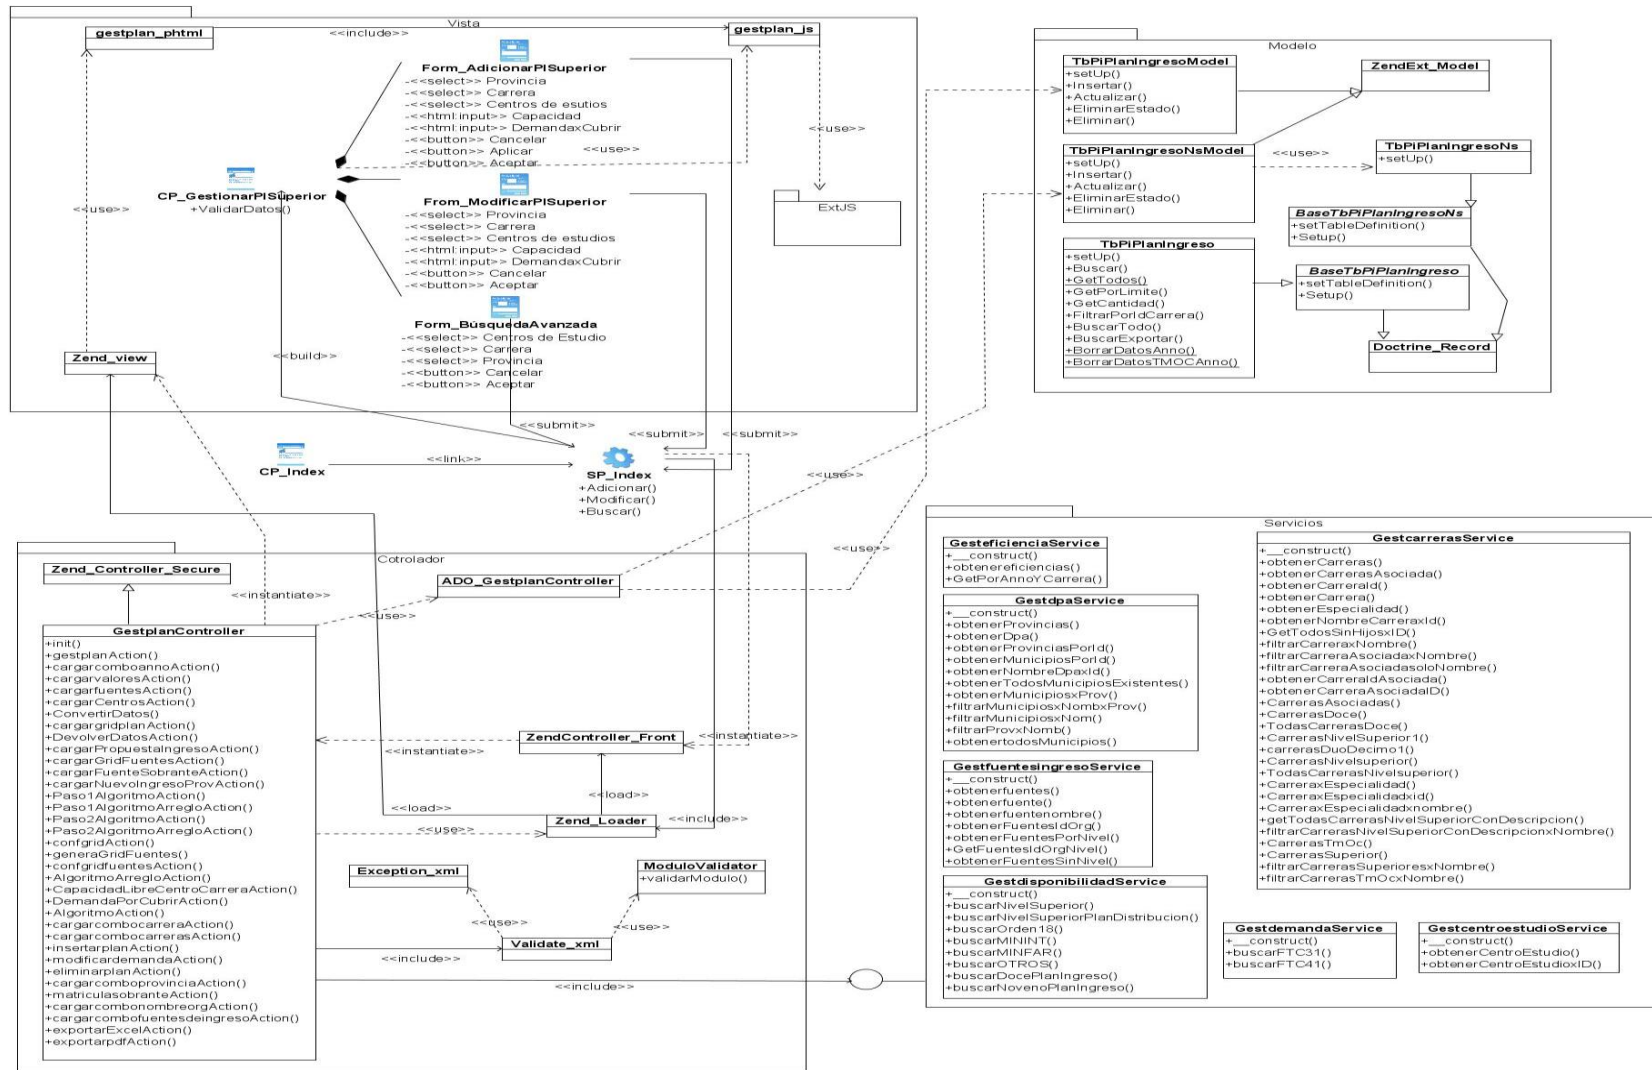 Vista
gestplan_phtml
<<include>>
gestplan_js
Form_AdicionarPISuperior
-<<select>> Provincia
-<<select>> Carrera
-<<select>> Centros de esutios
-<<html:input>> Capacidad
-<<html:input>> DemandaxCubrir
-<<button>> Cancelar
-<<button>> Aplicar
-<<button>> Aceptar
<<use>>
<<use>>
CP_GestionarPISuperior
+ValidarDatos()
<<use>>
From_ModificarPISuperior
-<<select>> Provincia
-<<select>> Carrera
-<<select>> Centros de estudios
-<<html:input>> Capacidad
-<<html:input>> DemandaxCubrir
-<<button>> Cancelar
-<<button>> Aceptar
ExtJS
Form_BúsquedaAvanzada
-<<select>> Centros de Estudio
-<<select>> Carrera
-<<select>> Provincia
-<<button>> Cancelar
-<<button>> Aceptar
Zend_view
<<build>>
<<submit>>
<<submit>>
<<submit>>
CP_Index
<<link>>
SP_Index
+Adicionar()
+Modificar()
+Buscar()
Modelo
TbPiPlanIngresoModel
+setUp()
+Insertar()
+Actualizar()
+EliminarEstado()
+Eliminar()
ZendExt_Model
TbPiPlanIngresoNsModel
+setUp()
+Insertar()
+Actualizar()
+EliminarEstado()
+Eliminar()
<<use>>
TbPiPlanIngresoNs
+setUp()
BaseTbPiPlanIngresoNs
+setTableDefinition()
+Setup()
TbPiPlanIngreso
+setUp()
+Buscar()
+GetTodos()
+GetPorLimite()
+GetCantidad()
+FiltrarPorIdCarrera()
+BuscarTodo()
+BuscarExportar()
+BorrarDatosAnno()
+BorrarDatosTMOCAnno()
BaseTbPiPlanIngreso
+setTableDefinition()
+Setup()
Doctrine_Record
<<use>>
<<use>>
Cotrolador
Zend_Controller_Secure
<<instantiate>>
ADO_GestplanController
<<use>>
GestplanController
+init()
+gestplanAction()
+cargarcomboannoAction()
+cargarvaloresAction()
+cargarfuentesAction()
+cargarCentrosAction()
+ConvertirDatos()
+cargargridplanAction()
+DevolverDatosAction()
+cargarPropuestaIngresoAction()
+cargarGridFuentesAction()
+cargarFuenteSobranteAction()
+cargarNuevoIngresoProvAction()
+Paso1AlgoritmoAction()
+Paso1AlgoritmoArregloAction()
+Paso2AlgoritmoAction()
+Paso2AlgoritmoArregloAction()
+confgridAction()
+generaGridFuentes()
+confgridfuentesAction()
+AlgoritmoArregloAction()
+CapacidadLibreCentroCarreraAction()
+DemandaPorCubrirAction()
+AlgoritmoAction()
+cargarcombocarreraAction()
+cargarcombocarrerasAction()
+insertarplanAction()
+modificardemandaAction()
+eliminarplanAction()
+cargarcomboprovinciaAction()
+matriculasobranteAction()
+cargarcombonombreorgAction()
+cargarcombofuentesdeingresoAction()
+exportarExcelAction()
+exportarpdfAction()
ZendController_Front
<<instantiate>>
<<instantiate>>
<<load>>
<<load>>
Zend_Loader
<<include>>
<<use>>
Exception_xml
ModuloValidator
+validarModulo()
<<use>>
<<use>>
Validate_xml
<<include>>
<<include>>
Servicios
GesteficienciaService
+__construct()
+obtenereficiencias()
+GetPorAnnoYCarrera()
GestdpaService
+__construct()
+obtenerProvincias()
+obtenerDpa()
+obtenerProvinciasPorId()
+obtenerMunicipiosPorId()
+obtenerNombreDpaxId()
+obtenerTodosMunicipiosExistentes()
+obtenerMunicipiosxProv()
+filtrarMunicipiosxNombxProv()
+filtrarMunicipiosxNom()
+filtrarProvxNomb()
+obtenertodosMunicipios()
GestfuentesingresoService
+__construct()
+obtenerfuentes()
+obtenerfuente()
+obtenerfuentenombre()
+obtenerFuentesIdOrg()
+obtenerFuentesPorNivel()
+GetFuentesIdOrgNivel()
+obtenerFuentesSinNivel()
GestdisponibilidadService
+__construct()
+buscarNivelSuperior()
+buscarNivelSuperiorPlanDistribucion()
+buscarOrden18()
+buscarMININT()
+buscarMINFAR()
+buscarOTROS()
+buscarDocePlanIngreso()
+buscarNovenoPlanIngreso()
GestcarrerasService
+__construct()
+obtenerCarreras()
+obtenerCarrerasAsociada()
+obtenerCarreraId()
+obtenerCarrera()
+obtenerEspecialidad()
+obtenerNombreCarreraxId()
+GetTodosSinHijosxID()
+filtrarCarreraxNombre()
+filtrarCarreraAsociadaxNombre()
+filtrarCarreraAsociadasoloNombre()
+obtenerCarreraIdAsociada()
+obtenerCarreraAsociadaID()
+CarrerasAsociadas()
+CarrerasDoce()
+TodasCarrerasDoce()
+CarrerasNivelSuperior1()
+carrerasDuoDecimo1()
+CarrerasNivelsuperior()
+TodasCarrerasNivelsuperior()
+CarreraxEspecialidad()
+CarreraxEspecialidadxid()
+CarreraxEspecialidadxnombre()
+getTodasCarrerasNivelSuperiorConDescripcion()
+filtrarCarrerasNivelSuperiorConDescripcionxNombre()
+CarrerasTmOc()
+CarrerasSuperior()
+filtrarCarrerasSuperioresxNombre()
+filtrarCarrerasTmOcxNombre()
GestdemandaService
+__construct()
+buscarFTC31()
+buscarFTC41()
GestcentroestudioService
+__construct()
+obtenerCentroEstudio()
+obtenerCentroEstudioxID()